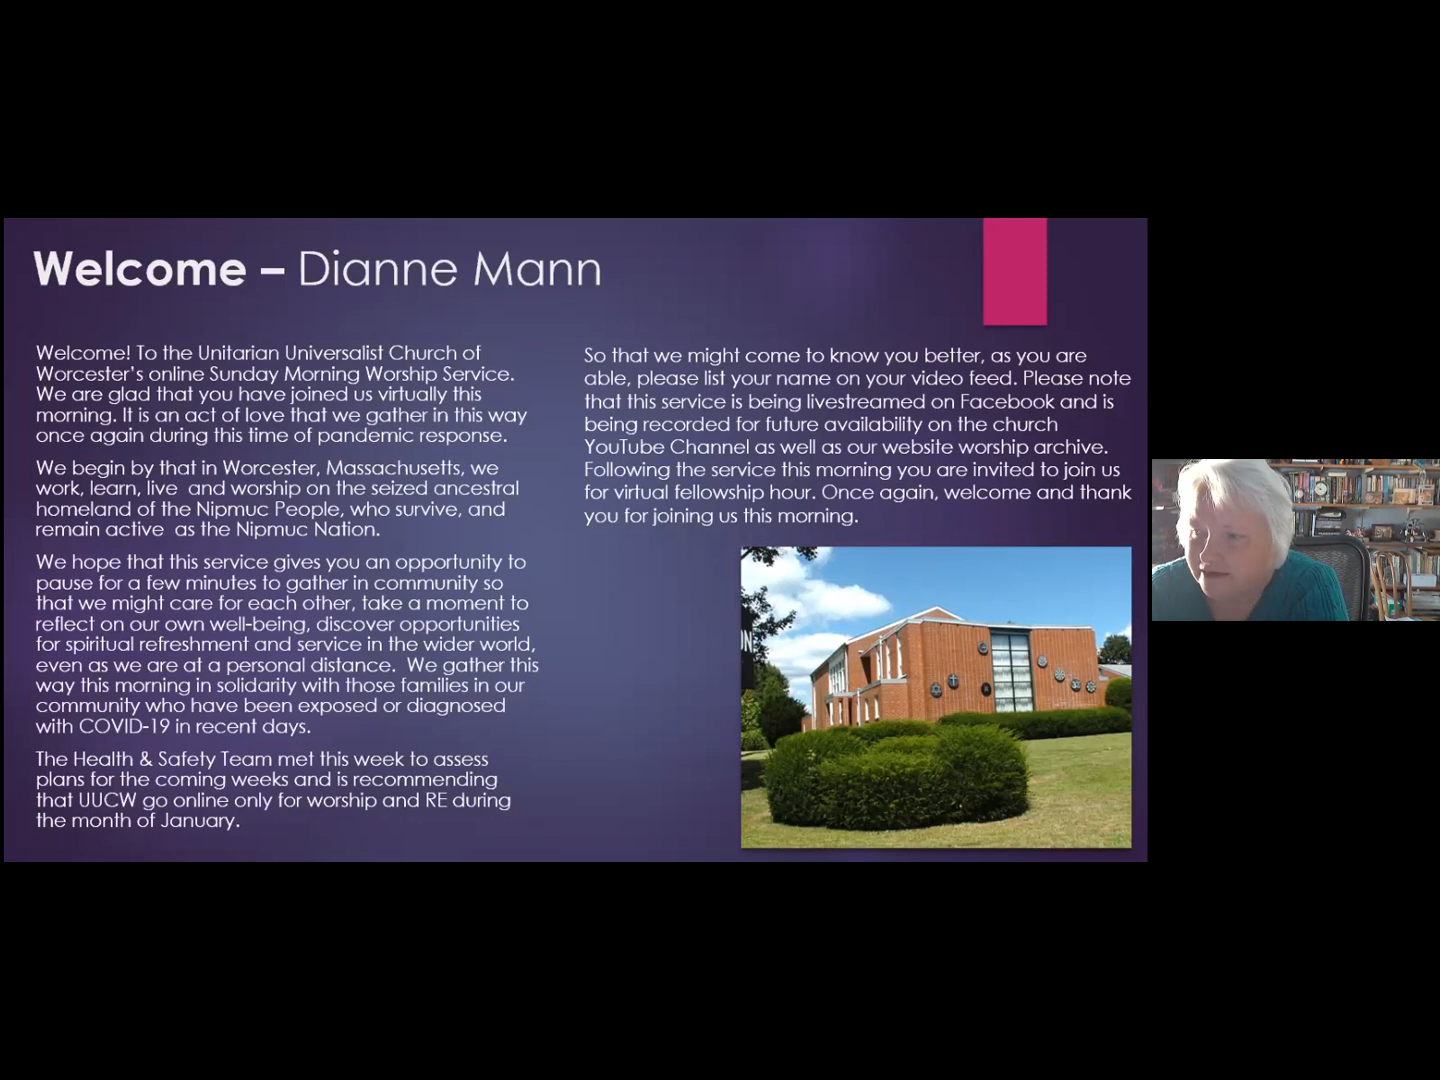 Welcome – Dianne Mann
Welcome! To the Unitarian Universalist Church of
Worcester's online Sunday Morning Worship Service.
We are glad that you have joined us virtually this
morning. It is an act of love that we gather in this way
once again during this time of pandemic response.
We begin by that in Worcester, Massachusetts, we
work, learn, live and worship on the seized ancestral
homeland of the Nipmuc People, who survive, and
remain active as the Nipmuc Nation.
We hope that this service gives you an opportunity to
pause for a few minutes to gather in community so
that we might care for each other, take a moment to
reflect on our own well-being, discover opportunities
for spiritual refreshment and service in the wider world,
even as we are at a personal distance. We gather this
way this morning in solidarity with those families in our
community who have been exposed or diagnosed
with COVID-19 in recent days.
The Health & Safety Team met this week to assess
plans for the coming weeks and is recommending
that UUCW go online only for worship and RE during
the month of January.
So that we might come to know you better, as you are
able, please list your name on your video feed. Please note
that this service is being livestreamed on Facebook and is
being recorded for future availability on the church
YouTube Channel as well as our website worship archive.
Following the service this morning you are invited to join us
for virtual fellowship hour. Once again, welcome and thank
you for joining us this morning.